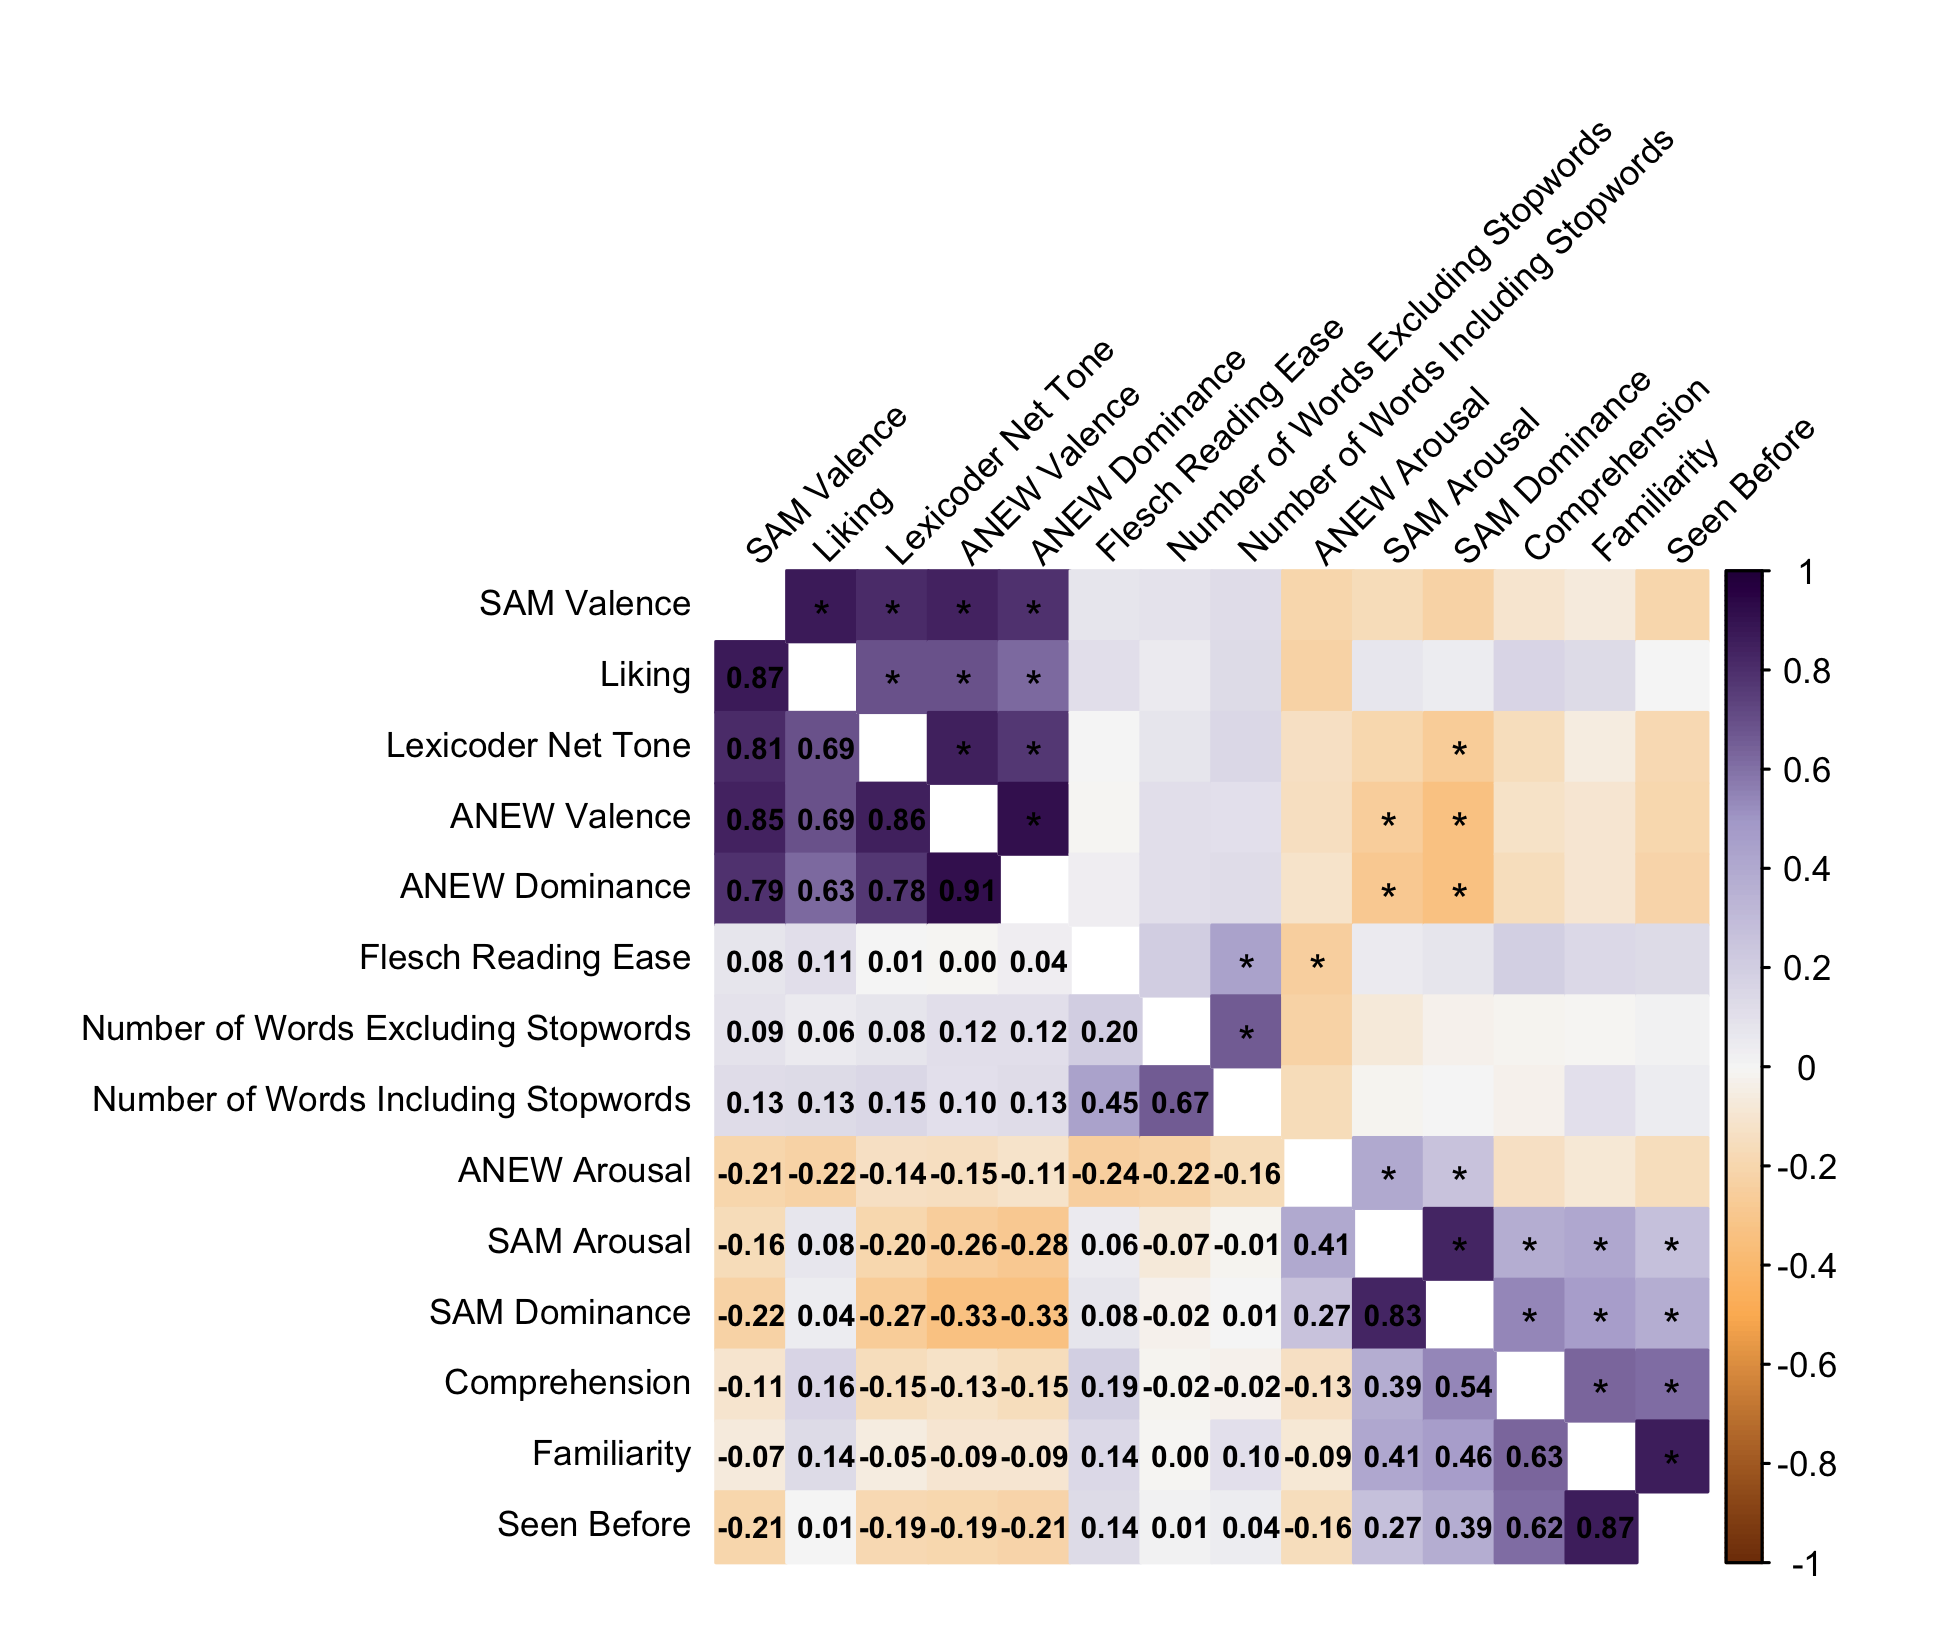 SAM Valence
Liking
Lexicoder Net Tone
ANEW Valence
ANEW Dominance
Flesch Reading Ease
Number of Words Excluding Stopwords
Number of Words Including Stopwords
ANEW Arousal
SAM Arousal
SAM Dominance
Comprehension
Familiarity
Seen Before
SAM Valence * * * *
Liking 0.87 * * *
Lexicoder Net Tone 0.81 0.69 * * *
ANEW Valence 0.85 0.69 0.86 * * *
ANEW Dominance 0.79 0.63 0.78 0.91 * *
Flesch Reading Ease 0.08 0.11 0.01 0.00 0.04 * *
Number of Words Excluding Stopwords 0.09 0.06 0.08 0.12 0.12 0.20 *
Number of Words Including Stopwords 0.13 0.13 0.15 0.10 0.13 0.45 0.67
ANEW Arousal -0.21 -0.22 -0.14 -0.15 -0.11 -0.24 -0.22 -0.16 * *
SAM Arousal -0.16 0.08 -0.20 -0.26 -0.28 0.06 -0.07 -0.01 0.41 * * * *
SAM Dominance -0.22 0.04 -0.27 -0.33 -0.33 0.08 -0.02 0.01 0.27 0.83 * * *
Comprehension -0.11 0.16 -0.15 -0.13 -0.15 0.19 -0.02 -0.02 -0.13 0.39 0.54 * *
Familiarity -0.07 0.14 -0.05 -0.09 -0.09 0.14 0.00 0.10 -0.09 0.41 0.46 0.63 *
Seen Before -0.21 0.01 -0.19 -0.19 -0.21 0.14 0.01 0.04 -0.16 0.27 0.39 0.62 0.87
1
0.8
0.6
0.4
0.2
0
-0.2
-0.4
-0.6
-0.8
-1